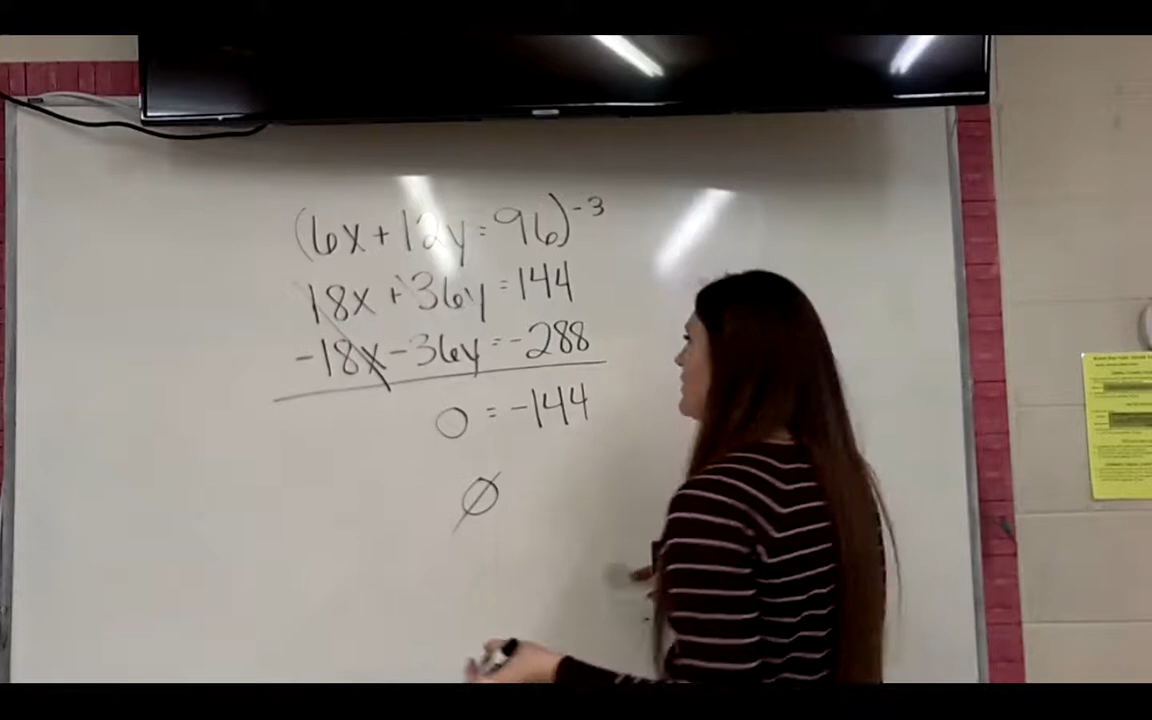 (6x+12y=96)-3
18x+36y=144
-18x-36y=-288
0=-144
∅